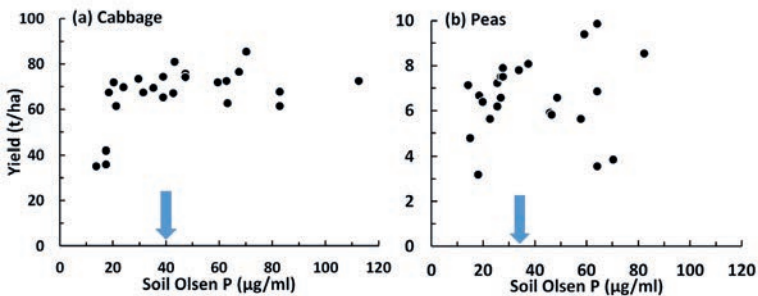 (a) Cabbage
Yield (t/ha)
100
80
60
40
20
0
0 20 40 60 80 100 120
Soil Olsen P (µg/ml)
(b) Peas
10
8
6
4
2
0
0 20 40 60 80 100 120
Soil Olsen P (µg/ml)